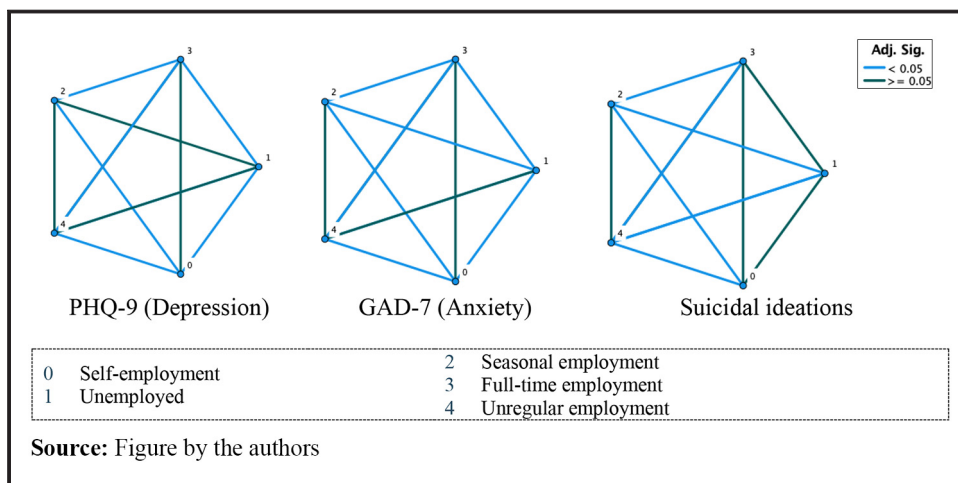 3
3
3
Adj. Sig.
< 0.05
>= 0.05
2
2
2
1
1
1
4
4
4
0
0
0
PHQ-9 (Depression)
GAD-7 (Anxiety)
Suicidal ideations
0 Self-employment
1 Unemployed
2 Seasonal employment
3 Full-time employment
4 Unregular employment
Source: Figure by the authors